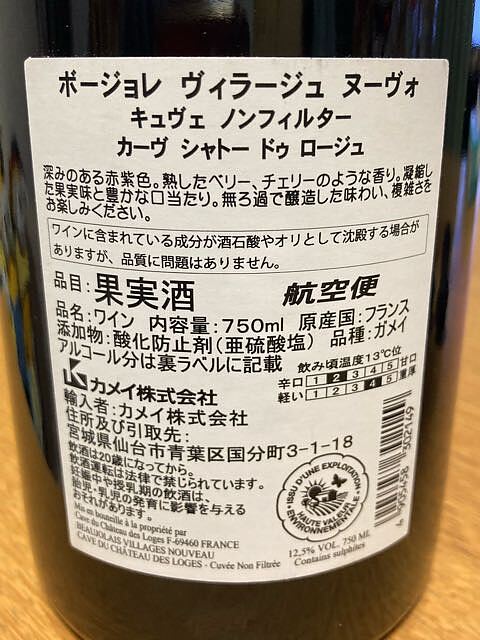 ボージョレ ヴィラージュ ヌーヴォ
キュヴェ ノンフィルター
カーヴ シャトー ドゥ ロージュ
深みのある赤紫色。熟したベリー、チェリーのような香り。凝縮し
た果実味と豊かな口当たり。無ろ過で醸造した味わい、複雑さを
お楽しみください。
ワインに含まれている成分が酒石酸やオリとして沈殿する場合が
ありますが、品質に問題はありません。
品目:果実酒 航空便
品名:ワイン 内容量:750ml 原産国:フランス
添加物:酸化防止剤(亜硫酸塩) 品種:ガメイ
アルコール分は裏ラベルに記載 飲み頃温度13℃位
辛口 1 2 3 4 5 甘口
軽い 1 2 3 4 5 重厚
K カメイ株式会社
輸入者:カメイ株式会社
住所及び引取先:
宮城県仙台市青葉区国分町3-1-18
飲酒は20歳になってから。
飲酒運転は法律で禁じられています。
妊娠中や授乳期の飲酒は、
胎児・乳児の発育に影響を与える
おそれがあります。
ISSU D'UNE EXPLOITATION
HAUTE VALEUR
ENVIRONNEMENTALE
Mis en bouteille à la propriété par
Cave du Château des Loges F-69460 FRANCE
BEAUJOLAIS VILLAGES NOUVEAU
CAVE DU CHÂTEAU DES LOGES - Cuvée Non Filtrée
12,5% VOL. 750 ML
Contains sulphites
4 905458 302149